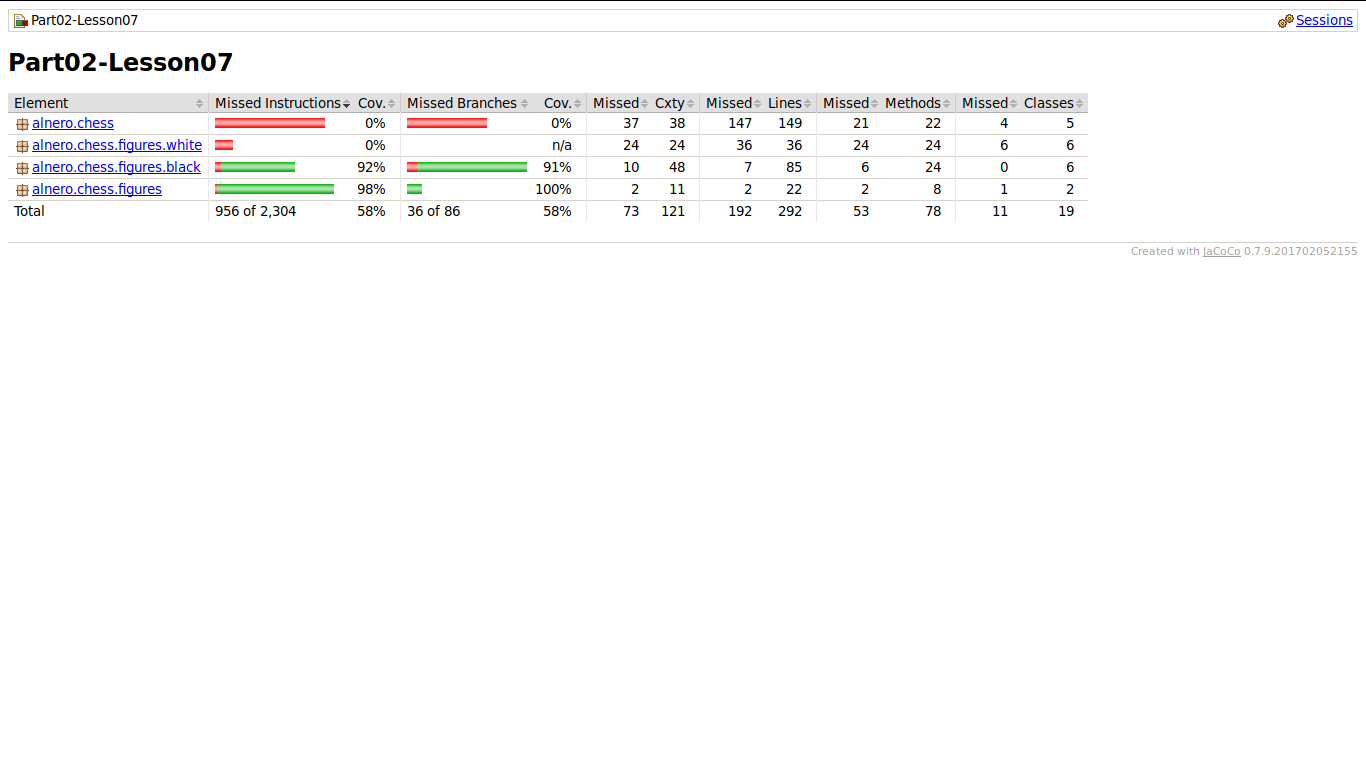 Part02-Lesson07 Sessions
Part02-Lesson07
Element Missed Instructions Cov. Missed Branches Cov. Missed Cxty Missed Lines Missed Methods Missed Classes
alnero.chess 0% 0% 37 38 147 149 21 22 4 5
alnero.chess.figures.white 0% n/a 24 24 36 36 24 24 6 6
alnero.chess.figures.black 92% 91% 10 48 7 85 6 24 0 6
alnero.chess.figures 98% 100% 2 11 2 22 2 8 1 2
Total 956 of 2,304 58% 36 of 86 58% 73 121 192 292 53 78 11 19
Created with JaCoCo 0.7.9.201702052155